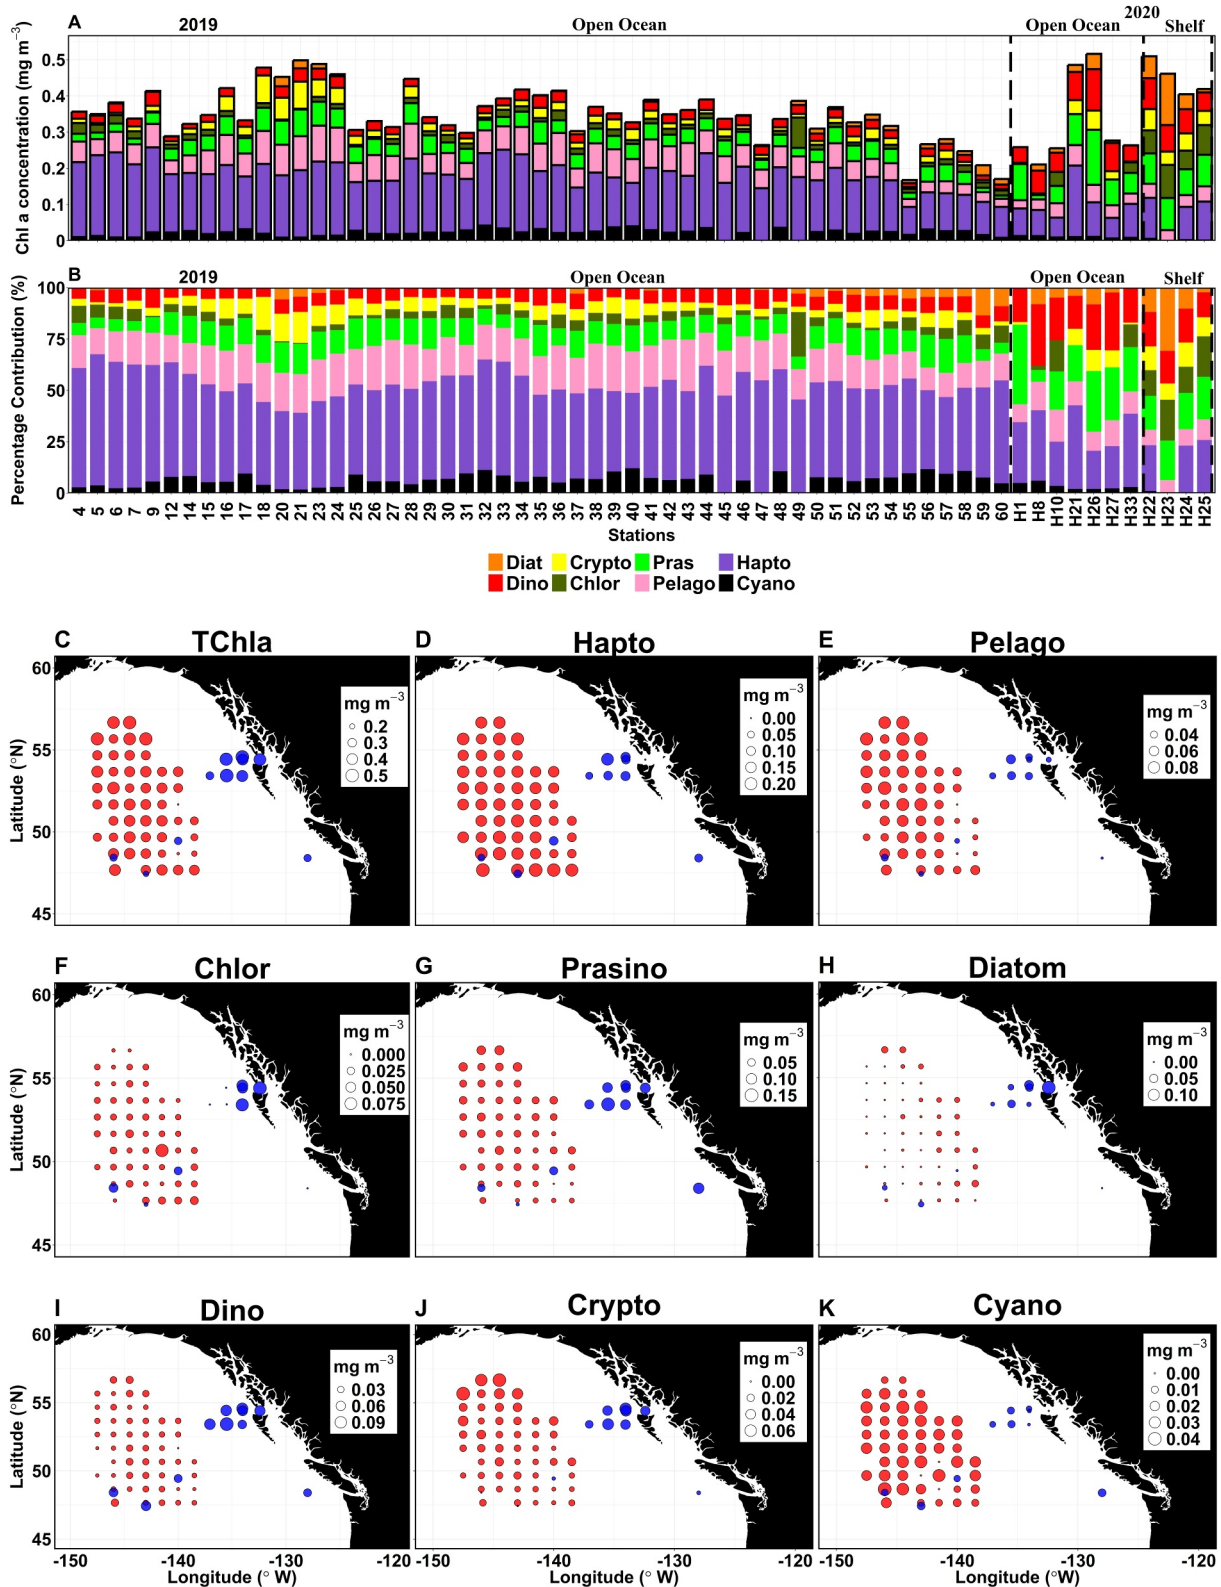 2020
A 2019 Open Ocean Open Ocean Shelf
Chl a concentration (mg m−3)
0.5
0.4
0.3
0.2
0.1
0
B 2019 Open Ocean Open Ocean Shelf
Percentage Contribution (%)
100
75
50
25
0
4 5 6 7 9 12 14 15 16 17 18 20 21 23 24 25 26 27 28 29 30 31 32 33 34 35 36 37 38 39 40 41 42 43 44 45 46 47 48 49 50 51 52 53 54 55 56 57 58 59 60 H1 H8 H10 H21 H26 H27 H33 H22 H23 H24 H25
Stations
Diat Crypto Pras Hapto
Dino Chlor Pelago Cyano
C TChla D Hapto E Pelago
Latitude (°N)
60
55
50
45
mg m−3
0.2
0.3
0.4
0.5
mg m−3
0.00
0.05
0.10
0.15
0.20
mg m−3
0.04
0.06
0.08
F Chlor G Prasino H Diatom
Latitude (°N)
60
55
50
45
mg m−3
0.000
0.025
0.050
0.075
mg m−3
0.05
0.10
0.15
mg m−3
0.00
0.05
0.10
I Dino J Crypto K Cyano
Latitude (°N)
60
55
50
45
mg m−3
0.03
0.06
0.09
mg m−3
0.00
0.02
0.04
0.06
mg m−3
0.00
0.01
0.02
0.03
0.04
-150 -140 -130 -120 -150 -140 -130 -120 -150 -140 -130 -120
Longitude (° W) Longitude (° W) Longitude (° W)